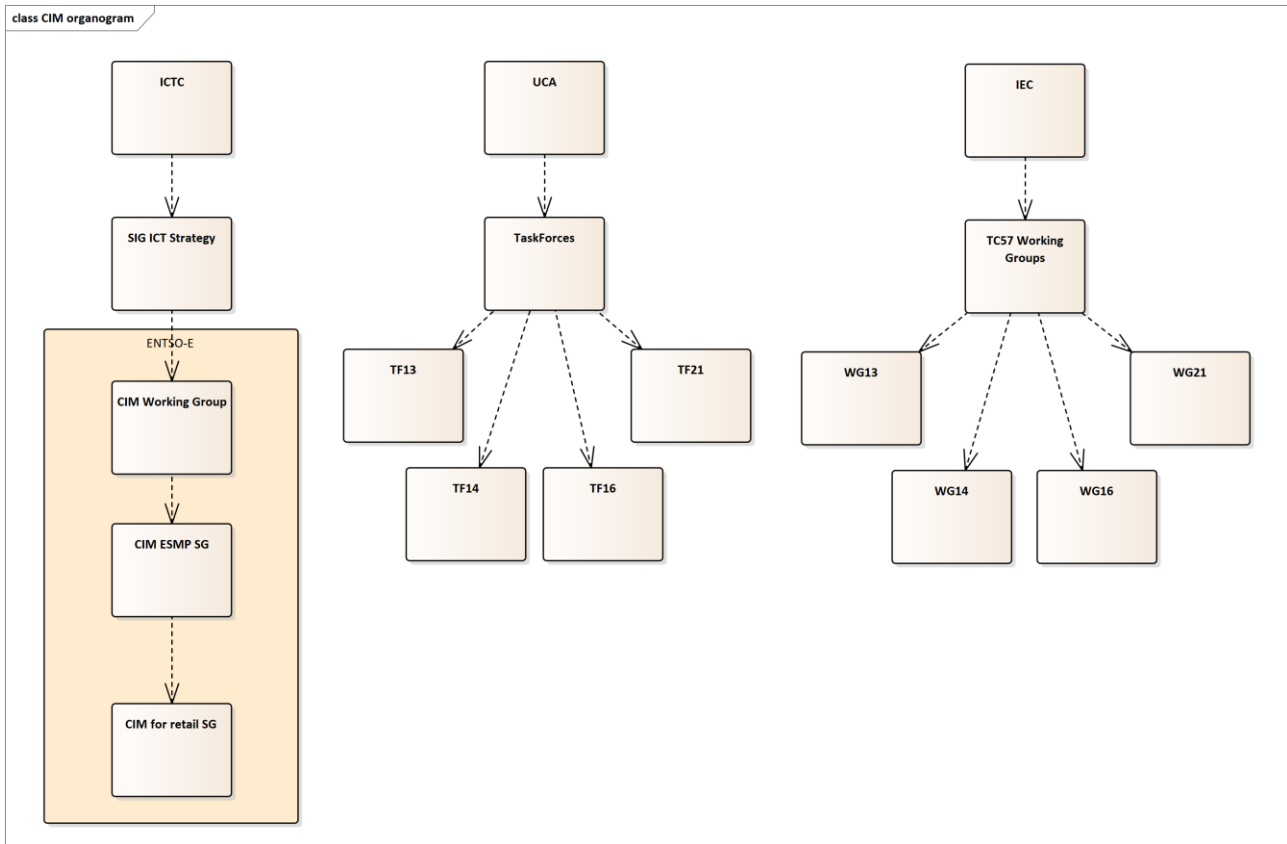 class CIM organogram
ICTC
UCA
IEC
SIG ICT Strategy
TaskForces
TC57 Working
Groups
ENTSO-E
TF13
TF21
WG13
WG21
CIM Working Group
TF14
TF16
WG14
WG16
CIM ESMP SG
CIM for retail SG